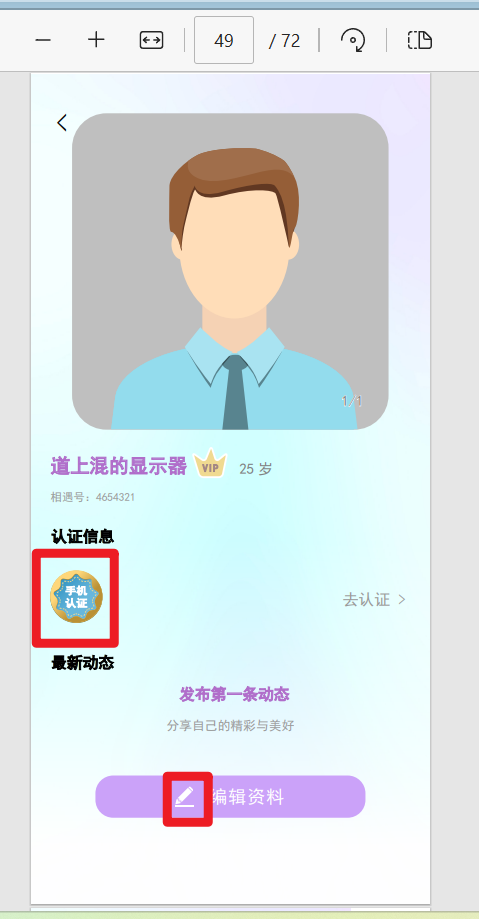 49 / 72
1/1
道上混的显示器 VIP 25 岁
相遇号：4654321
认证信息
手机
认证
去认证
最新动态
发布第一条动态
分享自己的精彩与美好
编辑资料